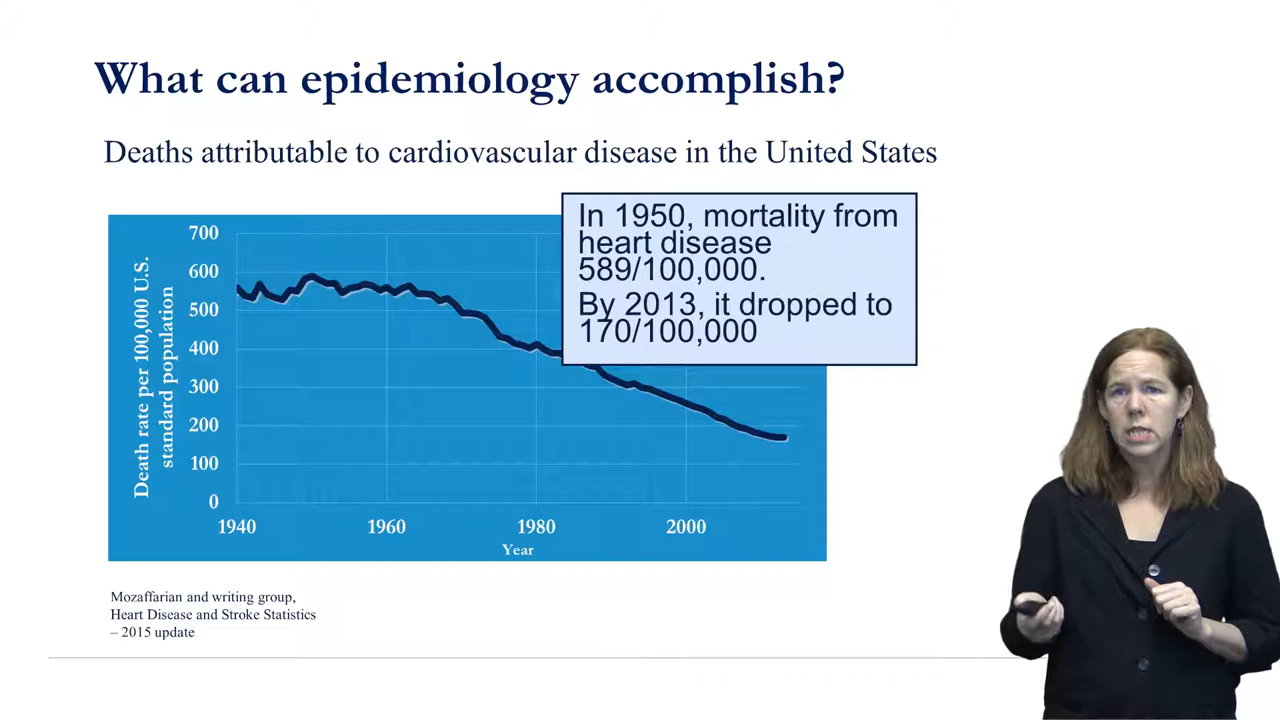 What can epidemiology accomplish?
Deaths attributable to cardiovascular disease in the United States
In 1950, mortality from
heart disease
589/100,000.
By 2013, it dropped to
170/100,000
Death rate per 100,000 U.S.
standard population
700
600
500
400
300
200
100
0
1940
1960
1980
2000
Year
Mozaffarian and writing group,
Heart Disease and Stroke Statistics
– 2015 update